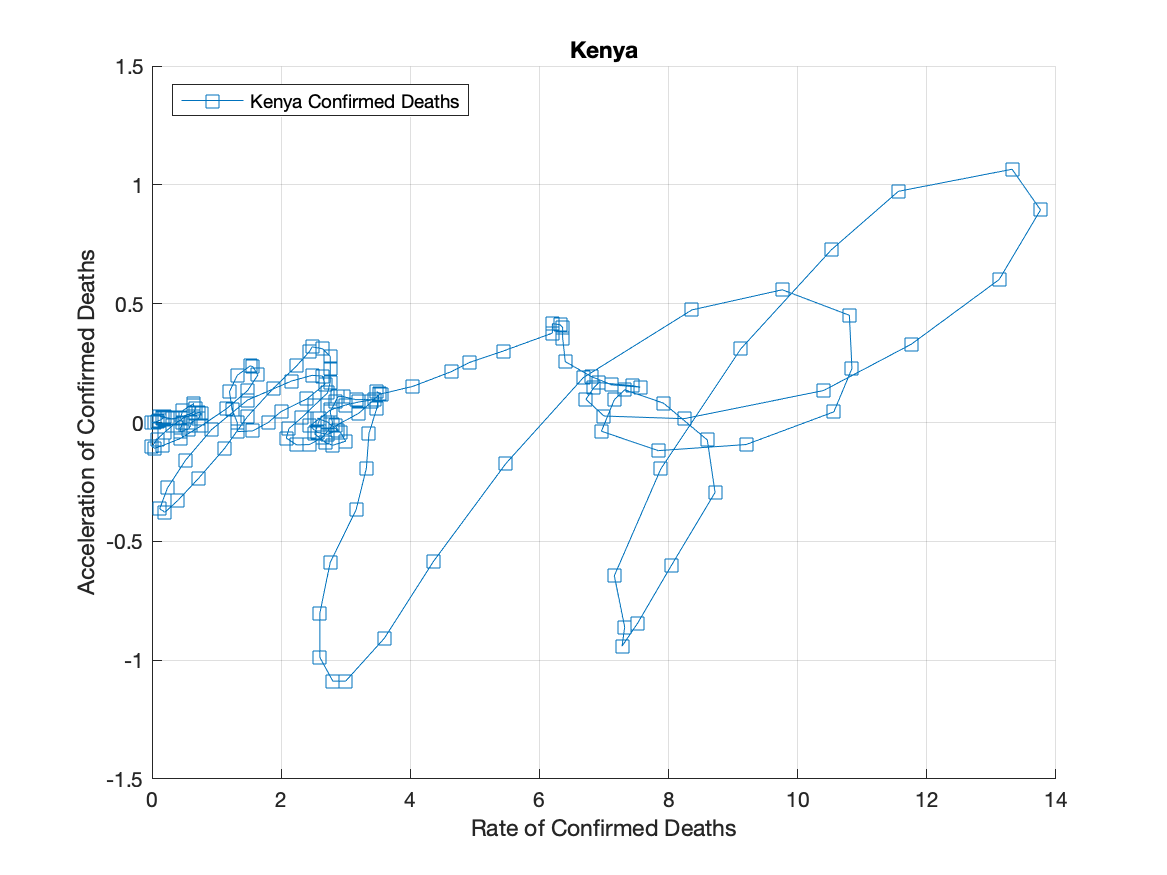 Kenya
1.5
Kenya Confirmed Deaths
1
0.5
0
-0.5
-1
-1.5
Acceleration of Confirmed Deaths
0 2 4 6 8 10 12 14
Rate of Confirmed Deaths